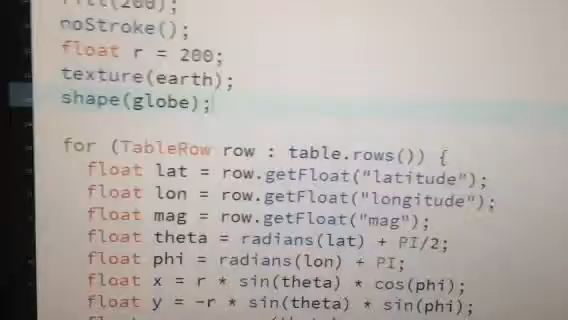 noStroke();
float r = 200;
texture(earth);
shape(globe);
for (TableRow row : table.rows()) {
float lat = row.getFloat("latitude");
float lon = row.getFloat("longitude");
float mag = row.getFloat("mag");
float theta = radians(lat) + PI/2;
float phi = radians(lon) + PI;
float x = r * sin(theta) * cos(phi);
float y = -r * sin(theta) * sin(phi);